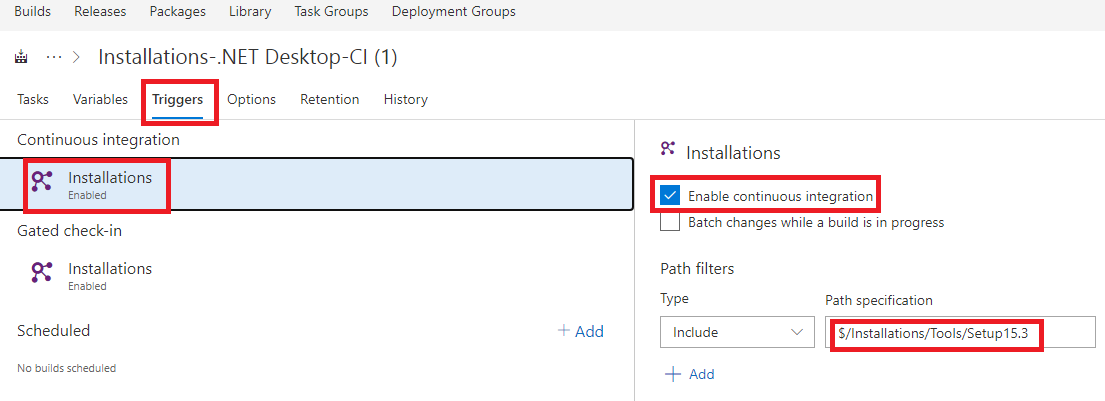 Builds Releases Packages Library Task Groups Deployment Groups
··· > Installations-.NET Desktop-CI (1)
Tasks Variables Triggers Options Retention History
Continuous integration
Installations
Enabled
Gated check-in
Installations
Enabled
Scheduled + Add
No builds scheduled
Installations
Enable continuous integration
Batch changes while a build is in progress
Path filters
Type Path specification
Include $/Installations/Tools/Setup15.3
+ Add